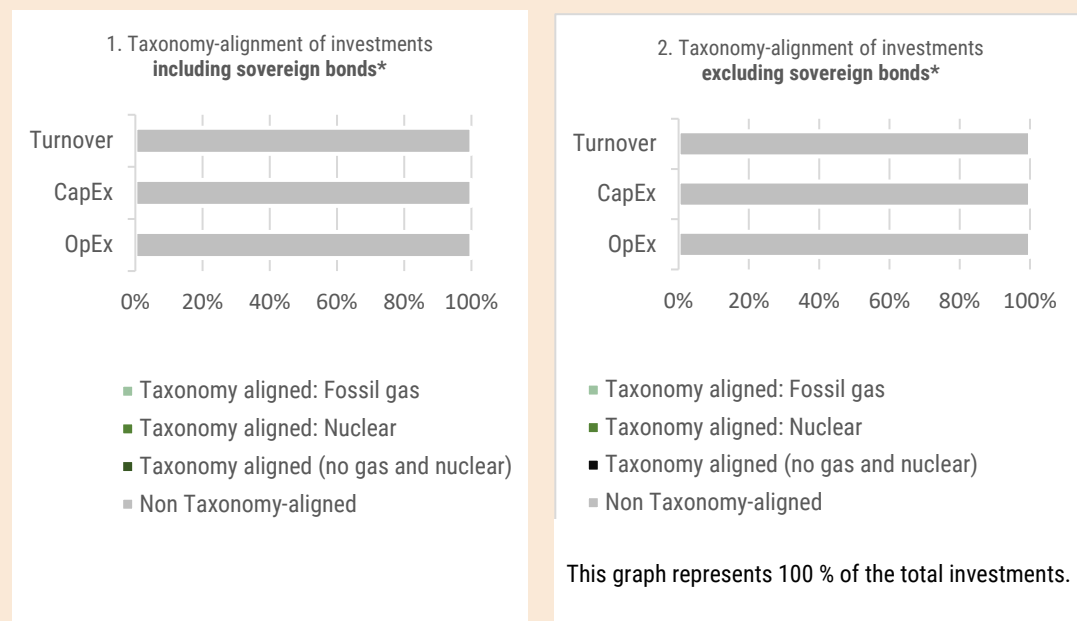 1. Taxonomy-alignment of investments
including sovereign bonds*
Turnover
CapEx
OpEx
0% 20% 40% 60% 80% 100%
Taxonomy aligned: Fossil gas
Taxonomy aligned: Nuclear
Taxonomy aligned (no gas and nuclear)
Non Taxonomy-aligned
2. Taxonomy-alignment of investments
excluding sovereign bonds*
Turnover
CapEx
OpEx
0% 20% 40% 60% 80% 100%
Taxonomy aligned: Fossil gas
Taxonomy aligned: Nuclear
Taxonomy aligned (no gas and nuclear)
Non Taxonomy-aligned
This graph represents 100 % of the total investments.